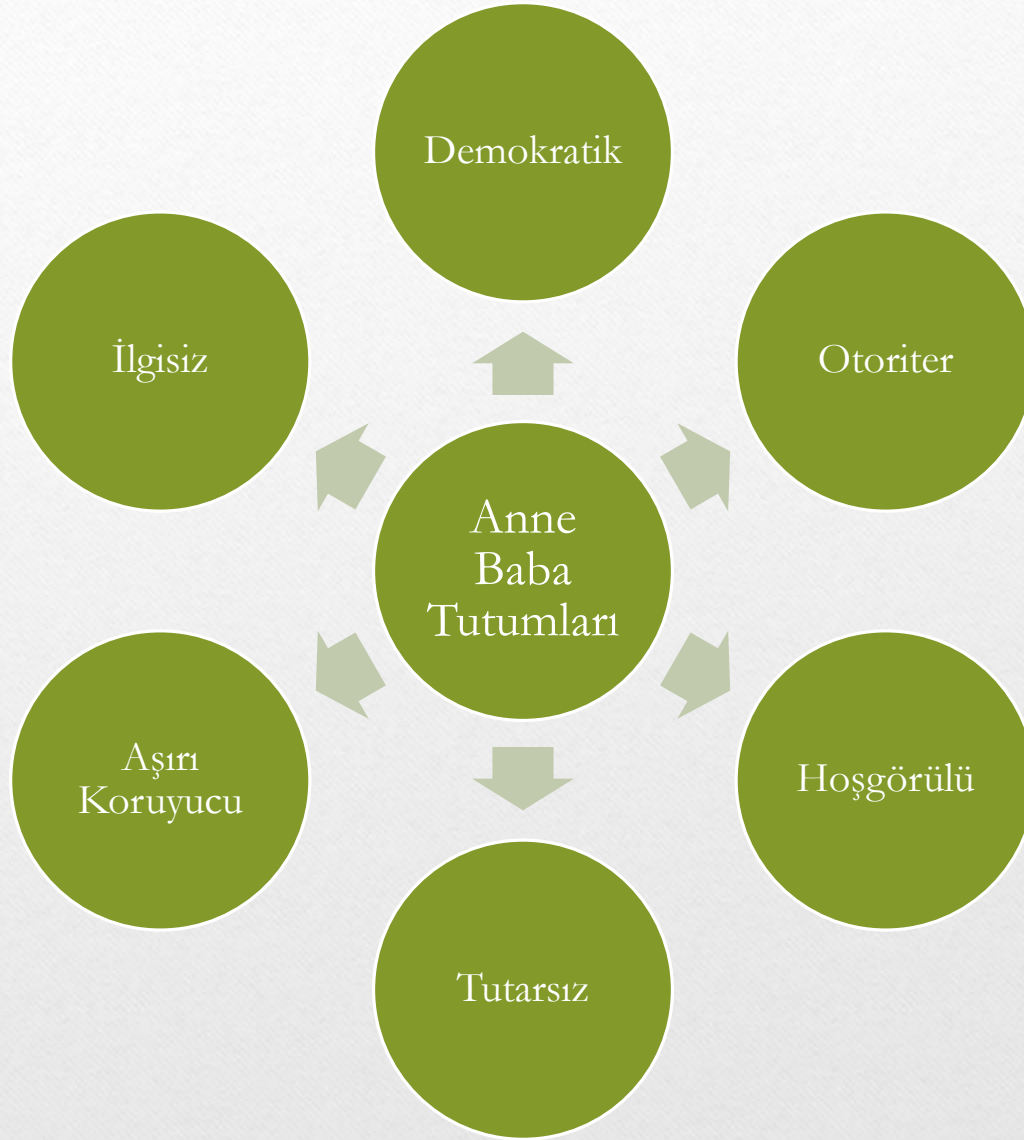 Demokratik
İlgisiz
Otoriter
Anne
Baba
Tutumları
Aşırı
Koruyucu
Hoşgörülü
Tutarsız